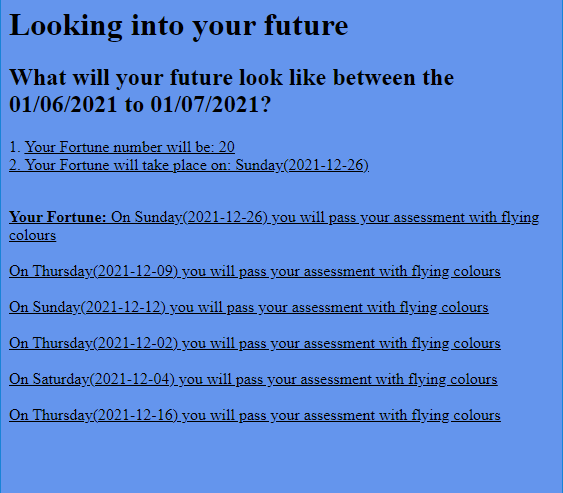 Looking into your future
What will your future look like between the
01/06/2021 to 01/07/2021?
1. Your Fortune number will be: 20
2. Your Fortune will take place on: Sunday(2021-12-26)
Your Fortune: On Sunday(2021-12-26) you will pass your assessment with flying
colours
On Thursday(2021-12-09) you will pass your assessment with flying colours
On Sunday(2021-12-12) you will pass your assessment with flying colours
On Thursday(2021-12-02) you will pass your assessment with flying colours
On Saturday(2021-12-04) you will pass your assessment with flying colours
On Thursday(2021-12-16) you will pass your assessment with flying colours